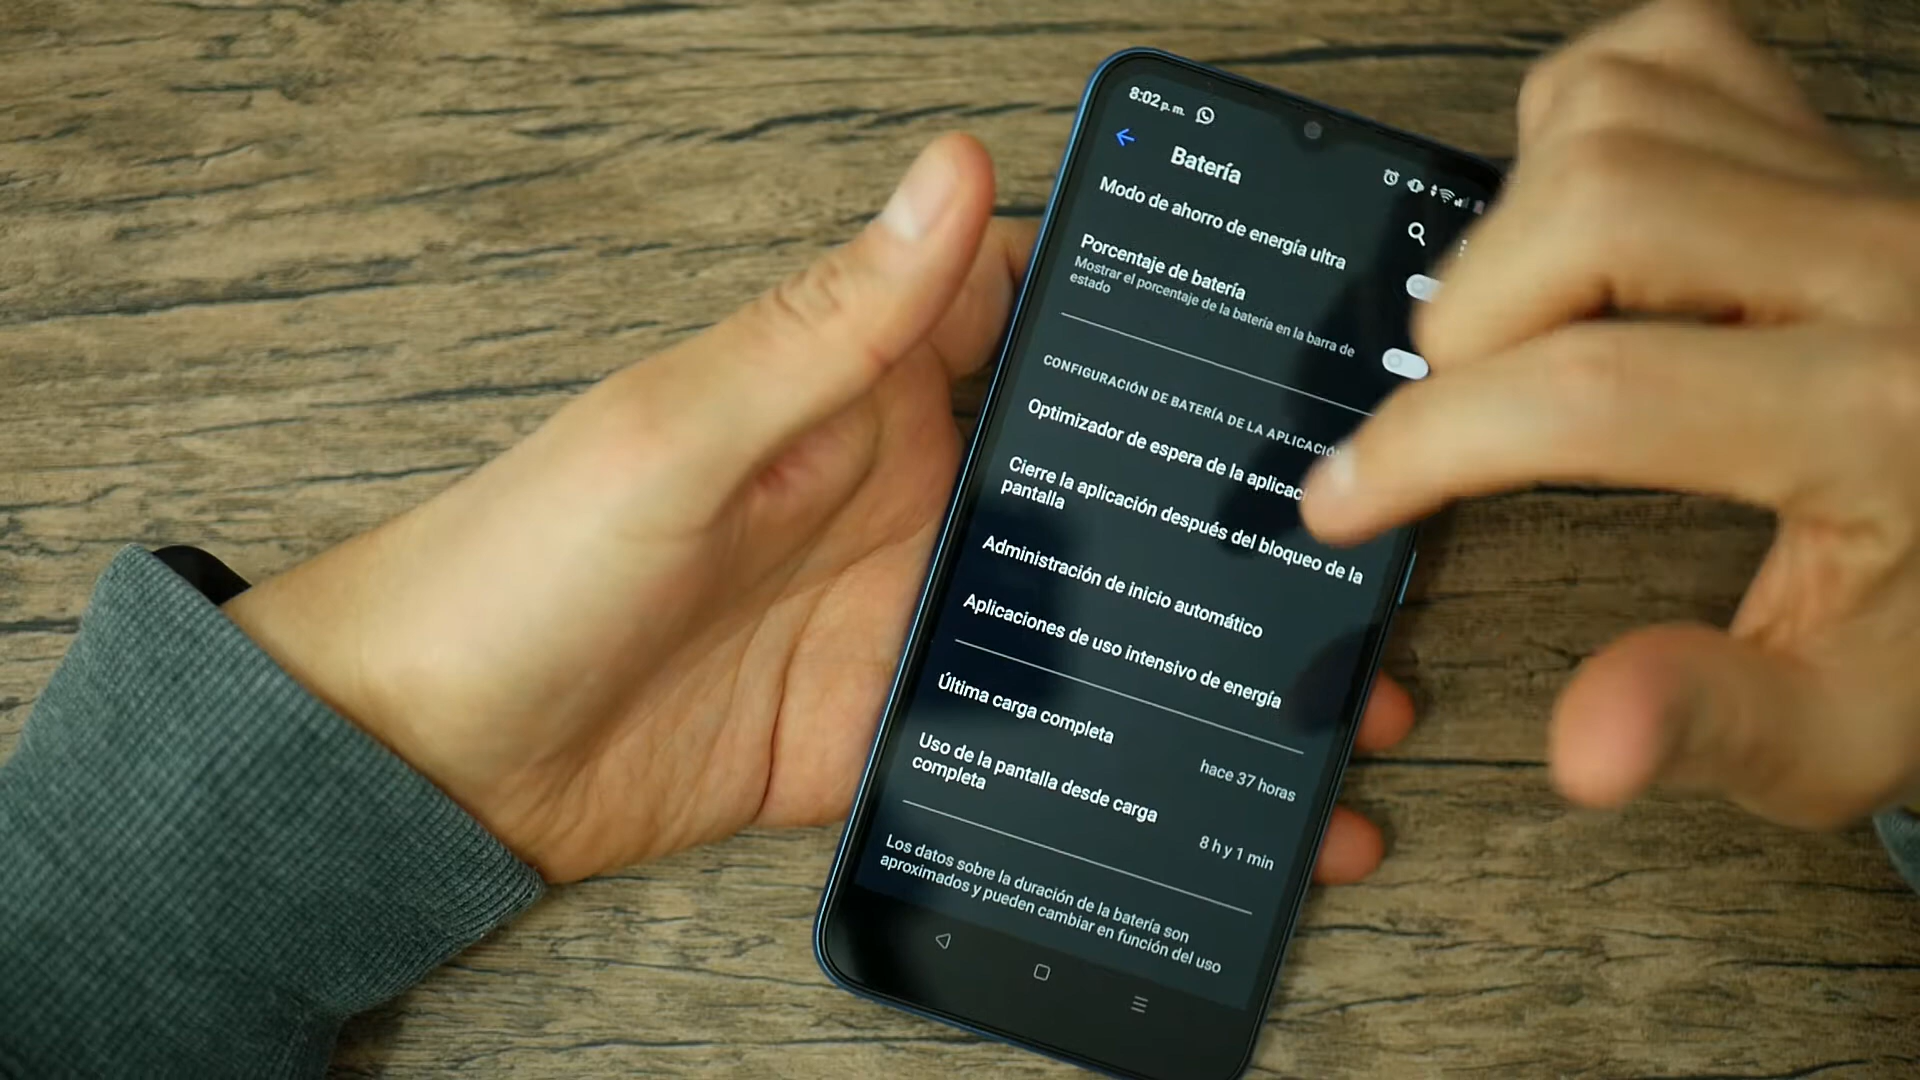 8:02 p. m.
Batería
Modo de ahorro de energía ultra
Porcentaje de batería
Mostrar el porcentaje de la batería en la barra de
estado
CONFIGURACIÓN DE BATERÍA DE LA APLICACIÓN
Optimizador de espera de la
Cierre la aplicación después del bloqueo de la
pantalla
Administración de inicio automático
Aplicaciones de uso intensivo de energía
Última carga completa
hace 37 horas
Uso de la pantalla desde carga
completa
8 h y 1 min
Los datos sobre la duración de la batería son
aproximados y pueden cambiar en función del uso